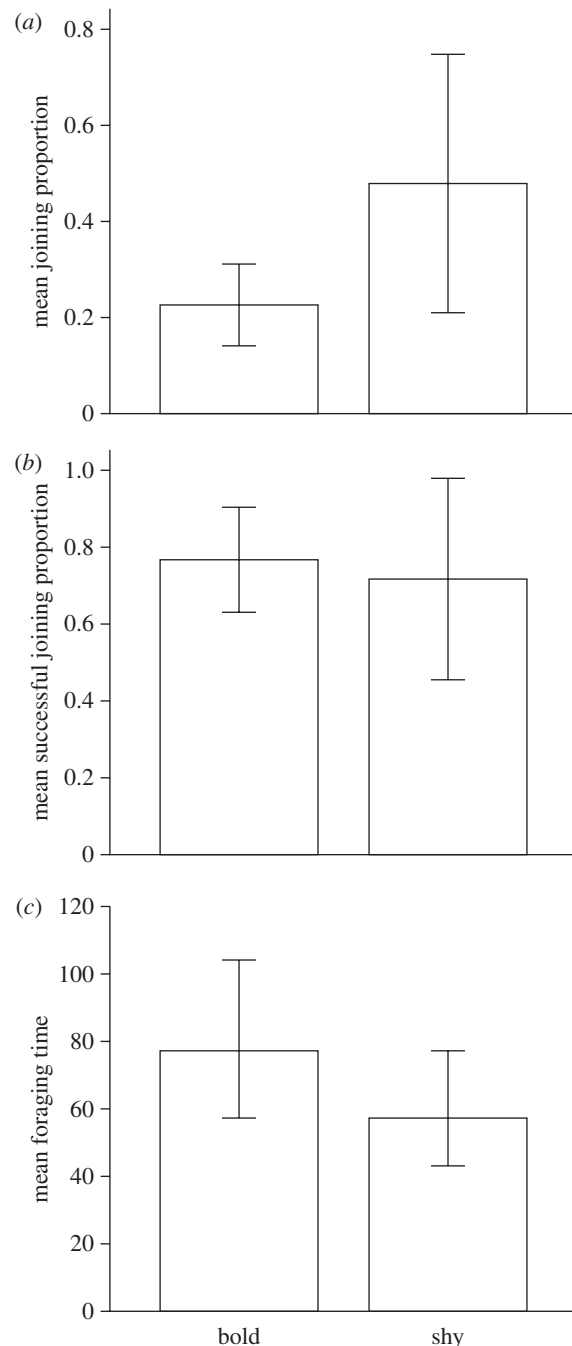 (a)
0.8
0.6
0.4
0.2
0
mean joining proportion
(b)
1.0
0.8
0.6
0.4
0.2
0
mean successful joining proportion
(c)
120
100
80
60
40
20
0
mean foraging time
bold shy